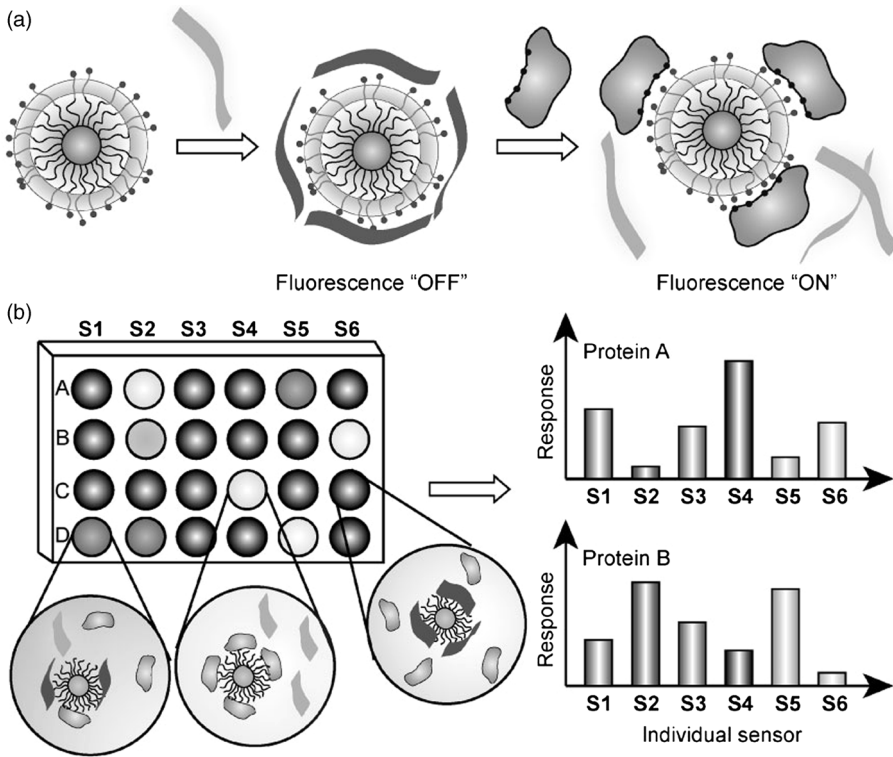 (a)
Fluorescence “OFF”
Fluorescence “ON”
(b)
S1 S2 S3 S4 S5 S6
A
B
C
D
Response
Protein A
S1 S2 S3 S4 S5 S6
Response
Protein B
S1 S2 S3 S4 S5 S6
Individual sensor